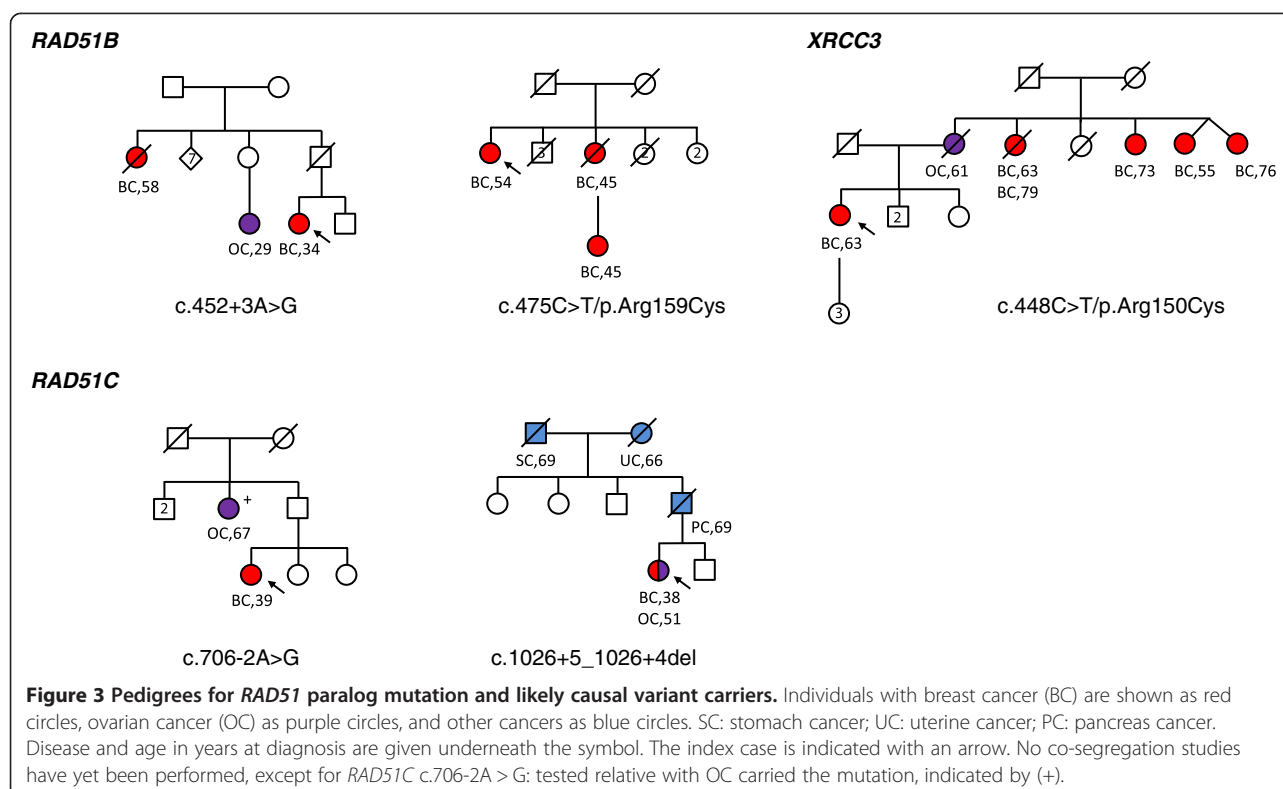 RAD51B
XRCC3
7
BC,58
OC,29 BC,34
c.452+3A>G
3 2 2
BC,54 BC,45
BC,45
c.475C>T/p.Arg159Cys
OC,61 BC,63 BC,73 BC,55 BC,76
BC,79
2
BC,63
3
c.448C>T/p.Arg150Cys
RAD51C
2 +
OC,67
BC,39
c.706-2A>G
SC,69 UC,66
PC,69
BC,38
OC,51
c.1026+5_1026+4del
Figure 3 Pedigrees for RAD51 paralog mutation and likely causal variant carriers. Individuals with breast cancer (BC) are shown as red
circles, ovarian cancer (OC) as purple circles, and other cancers as blue circles. SC: stomach cancer; UC: uterine cancer; PC: pancreas cancer.
Disease and age in years at diagnosis are given underneath the symbol. The index case is indicated with an arrow. No co-segregation studies
have yet been performed, except for RAD51C c.706-2A > G: tested relative with OC carried the mutation, indicated by (+).